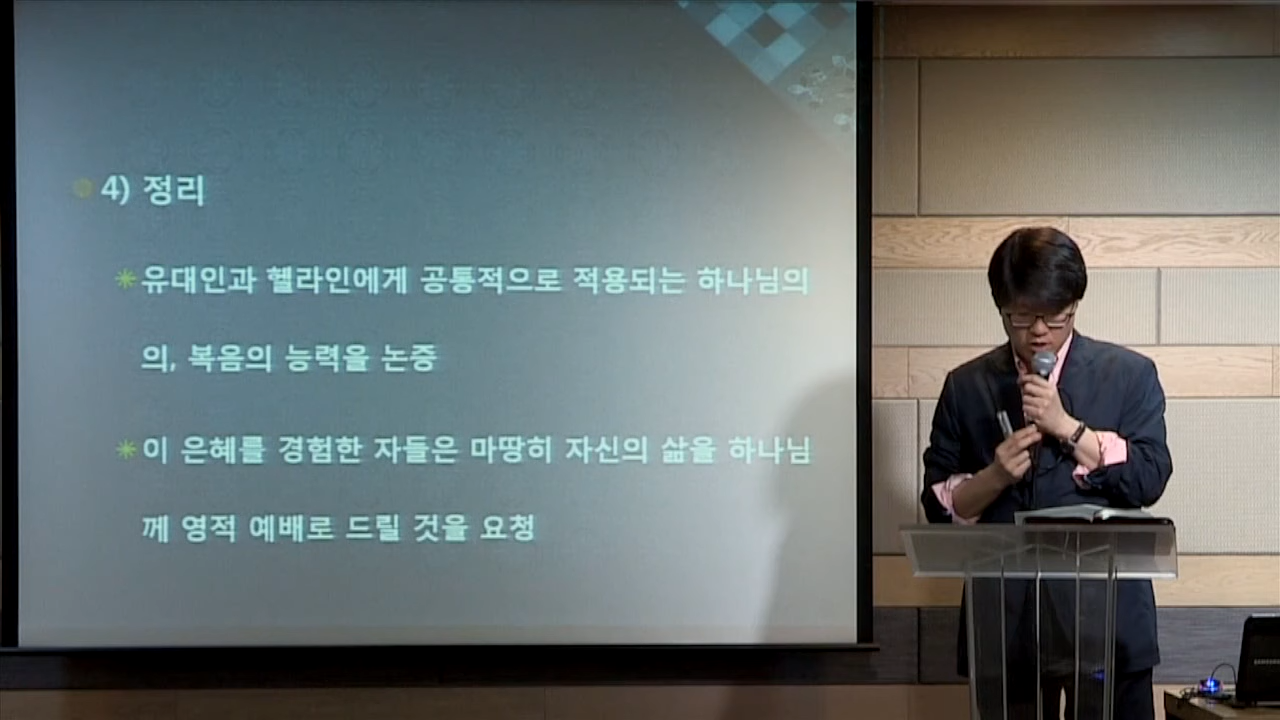 4) 정리
유대인과 헬라인에게 공통적으로 적용되는 하나님의
의, 복음의 능력을 논증
이 은혜를 경험한 자들은 마땅히 자신의 삶을 하나님
께 영적 예배로 드릴 것을 요청